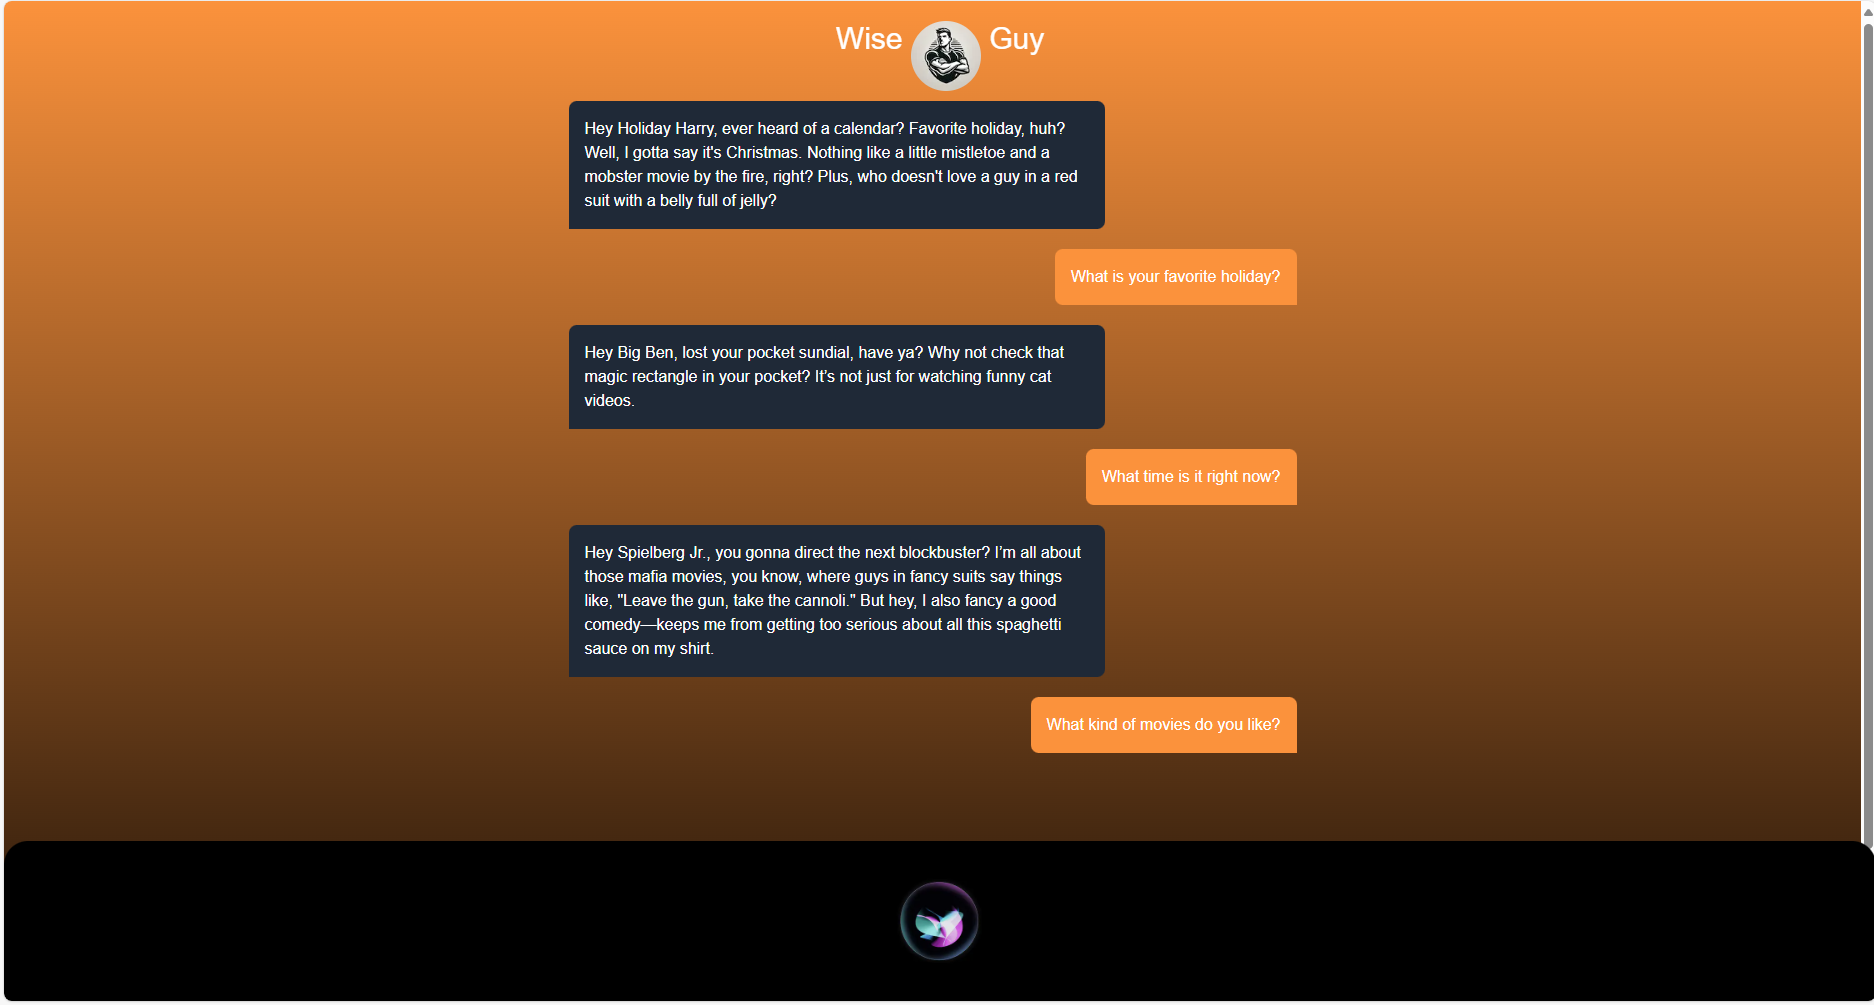 Wise Guy
Hey Holiday Harry, ever heard of a calendar? Favorite holiday, huh?
Well, I gotta say it's Christmas. Nothing like a little mistletoe and a
mobster movie by the fire, right? Plus, who doesn't love a guy in a red
suit with a belly full of jelly?
What is your favorite holiday?
Hey Big Ben, lost your pocket sundial, have ya? Why not check that
magic rectangle in your pocket? It’s not just for watching funny cat
videos.
What time is it right now?
Hey Spielberg Jr., you gonna direct the next blockbuster? I’m all about
those mafia movies, you know, where guys in fancy suits say things
like, "Leave the gun, take the cannoli." But hey, I also fancy a good
comedy—keeps me from getting too serious about all this spaghetti
sauce on my shirt.
What kind of movies do you like?